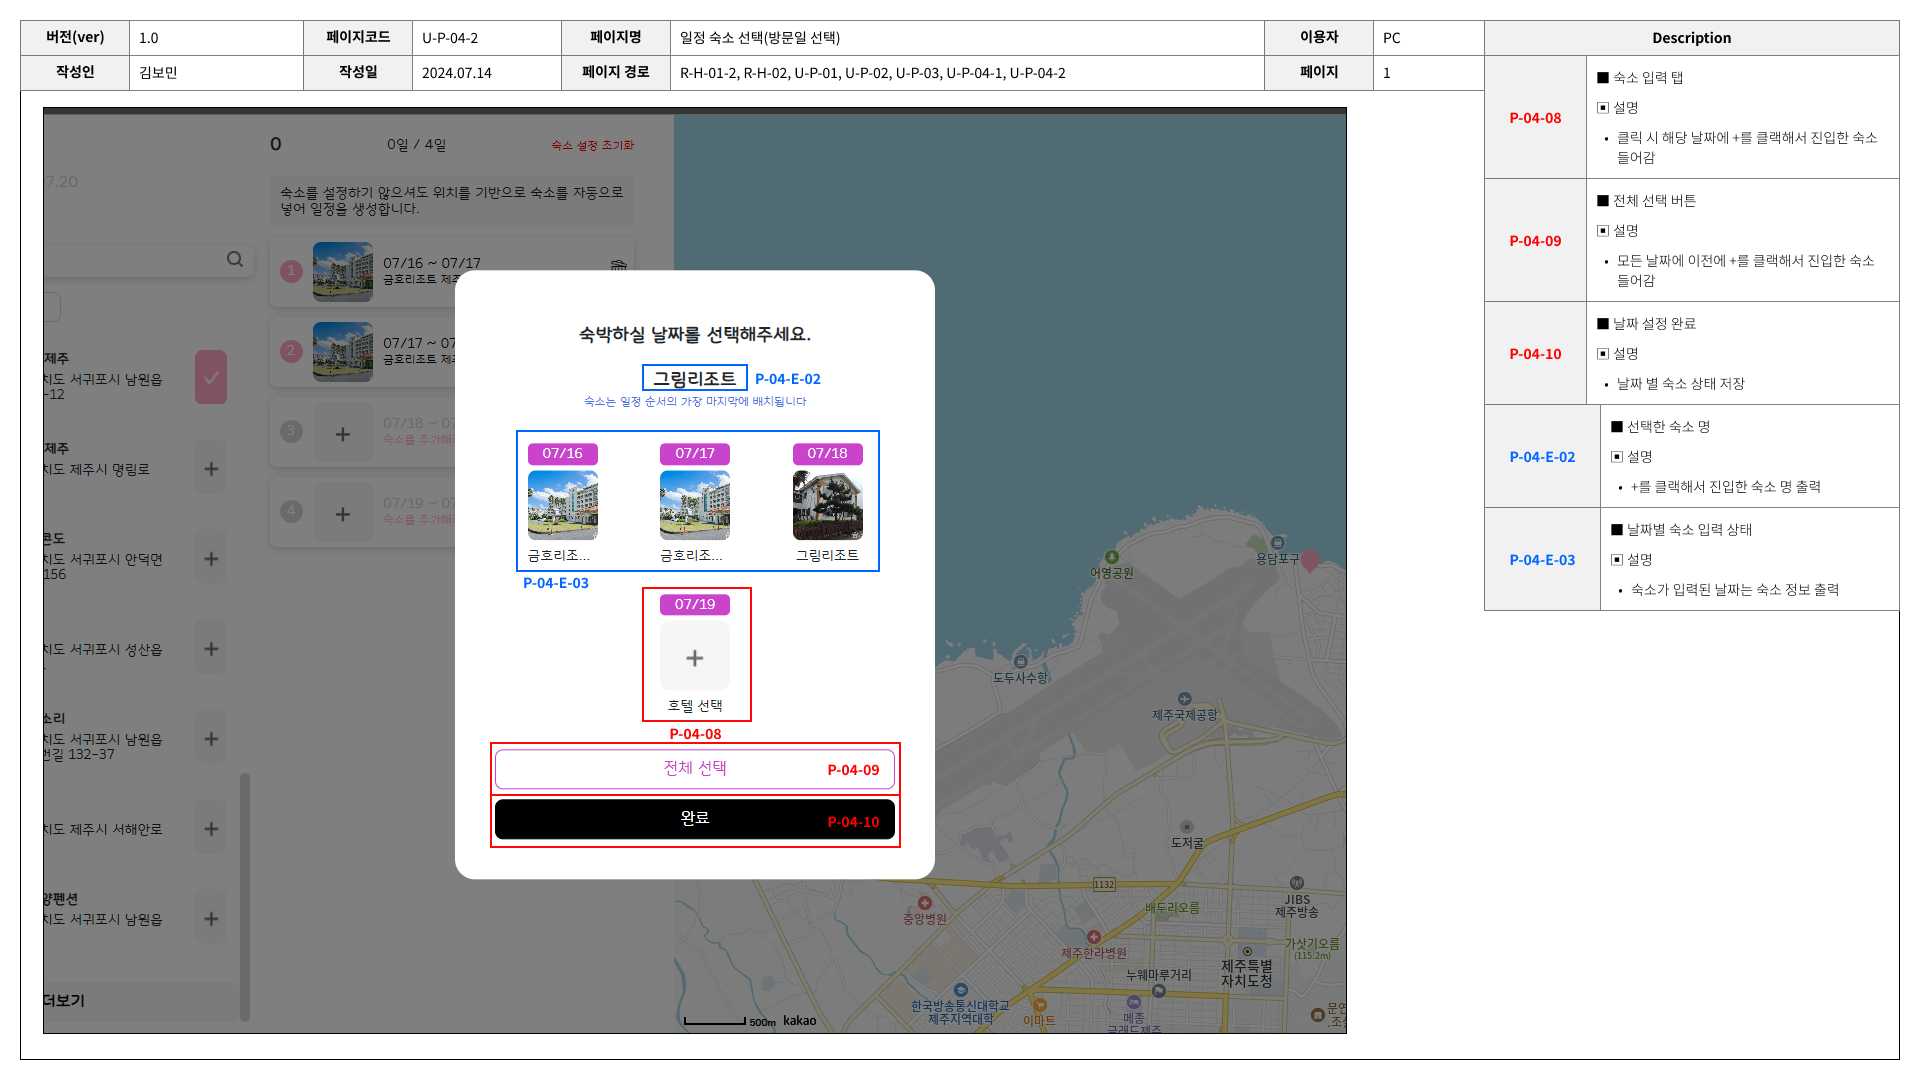 버전(ver) 1.0 페이지코드 U-P-04-2 페이지명 일정 숙소 선택(방문일 선택) 이용자 PC
작성인 김보민 작성일 2024.07.14 페이지 경로 R-H-01-2, R-H-02, U-P-01, U-P-02, U-P-03, U-P-04-1, U-P-04-2 페이지 1
Description
P-04-08
■ 숙소 입력 탭
▣ 설명
• 클릭 시 해당 날짜에 +를 클랙해서 진입한 숙소
들어감
P-04-09
■ 전체 선택 버튼
▣ 설명
• 모든 날짜에 이전에 +를 클랙해서 진입한 숙소
들어감
P-04-10
■ 날짜 설정 완료
▣ 설명
• 날짜 별 숙소 상태 저장
P-04-E-02
■ 선택한 숙소 명
▣ 설명
• +를 클랙해서 진입한 숙소 명 출력
P-04-E-03
■ 날짜별 숙소 입력 상태
▣ 설명
• 숙소가 입력된 날짜는 숙소 정보 출력
7.20
제주
치도 서귀포시 남원읍
-12
제주
치도 제주시 명림로
콘도
치도 서귀포시 안덕면
156
치도 서귀포시 성산읍
소리
치도 서귀포시 남원읍
번길 132-37
치도 제주시 서해안로
양펜션
치도 서귀포시 남원읍
더보기
0 0일 / 4일 숙소 설정 초기화
숙소를 설정하기 않으셔도 위치를 기반으로 숙소를 자동으로
넣어 일정을 생성합니다.
1 07/16 ~ 07/17
금호리조트 제주
2 07/17 ~ 07
금호리조트 제주
3 07/18 ~ 07
숙소를 추가해
4 07/19 ~ 07
숙소를 추가해
숙박하실 날짜를 선택해주세요.
그림리조트 P-04-E-02
숙소는 일정 순서의 가장 마지막에 배치됩니다
07/16 07/17 07/18
금호리조... 금호리조... 그림리조트
P-04-E-03
07/19
호텔 선택
P-04-08
전체 선택 P-04-09
완료 P-04-10
용담포구
어영공원
도두사수항
제주국제공항
도저굴
1132
JIBS
제주방송
배두리오름
중앙병원
제주한라병원
가삿기오름
(115.2m)
누웨마루거리
제주특별
자치도청
한국방송통신대학교
제주지역대학
이마트
메종
글래드제주
문연
.조
500m kakao